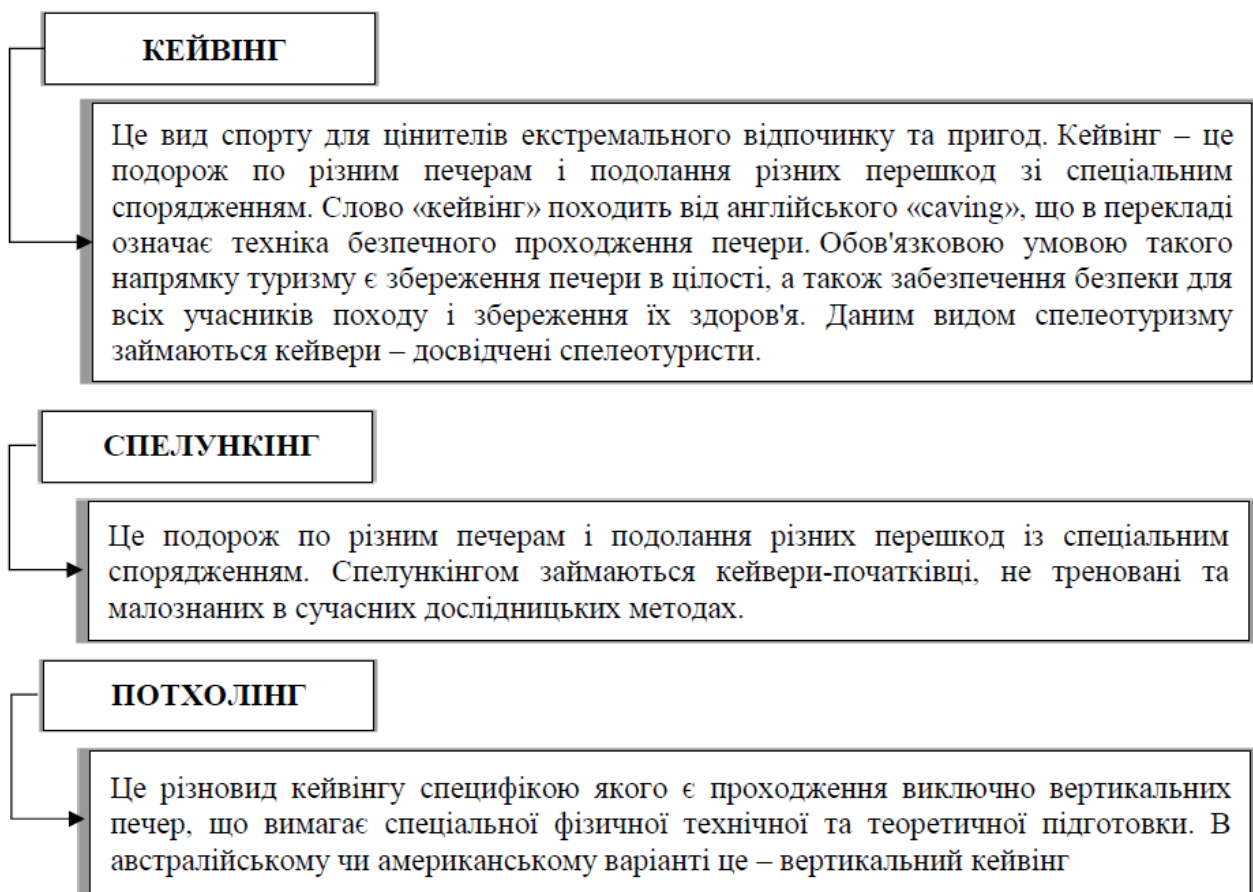 КЕЙВІНГ
Це вид спорту для цінителів екстремального відпочинку та пригод. Кейвінг – це
подорож по різним печерам і подолання різних перешкод зі спеціальним
спорядженням. Слово «кейвінг» походить від англійського «caving», що в перекладі
означає техніка безпечного проходження печери. Обов'язковою умовою такого
напрямку туризму є збереження печери в цілості, а також забезпечення безпеки для
всіх учасників походу і збереження їх здоров'я. Даним видом спелеотуризму
займаються кейвери – досвідчені спелеотуристи.
СПЕЛУНКІНГ
Це подорож по різним печерам і подолання різних перешкод із спеціальним
спорядженням. Спелункінгом займаються кейвери-початківці, не треновані та
малознаних в сучасних дослідницьких методах.
ПОТХОЛІНГ
Це різновид кейвінгу специфікою якого є проходження виключно вертикальних
печер, що вимагає спеціальної фізичної технічної та теоретичної підготовки. В
австралійському чи американському варіанті це – вертикальний кейвінг